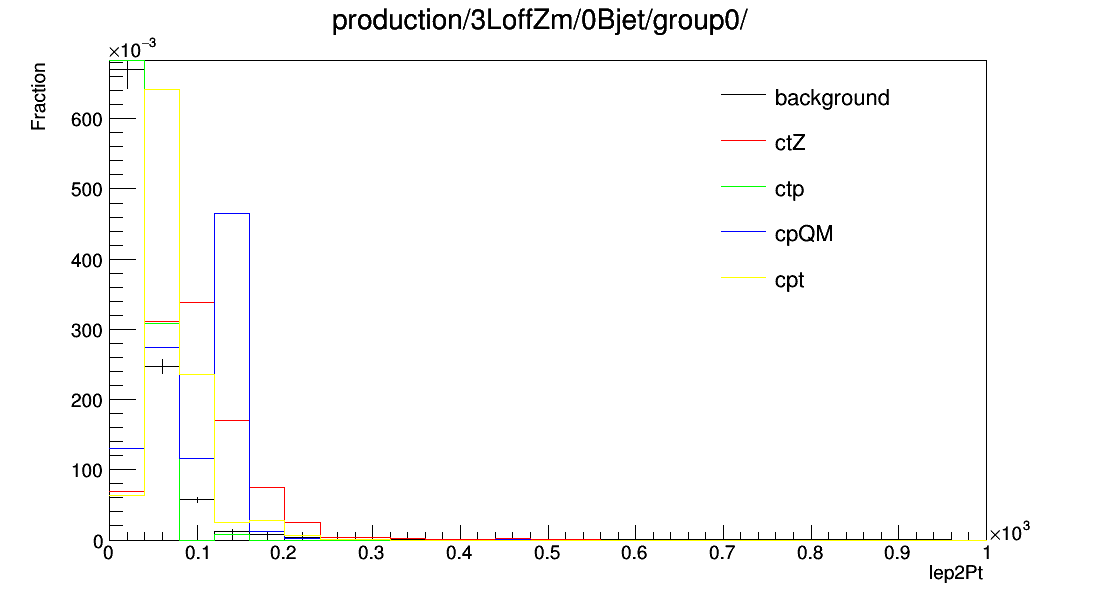 production/3LoffZm/0Bjet/group0/
×10⁻³
Fraction
600
500
400
300
200
100
0
background
ctZ
ctp
cpQM
cpt
0 0.1 0.2 0.3 0.4 0.5 0.6 0.7 0.8 0.9 1
×10³
lep2Pt